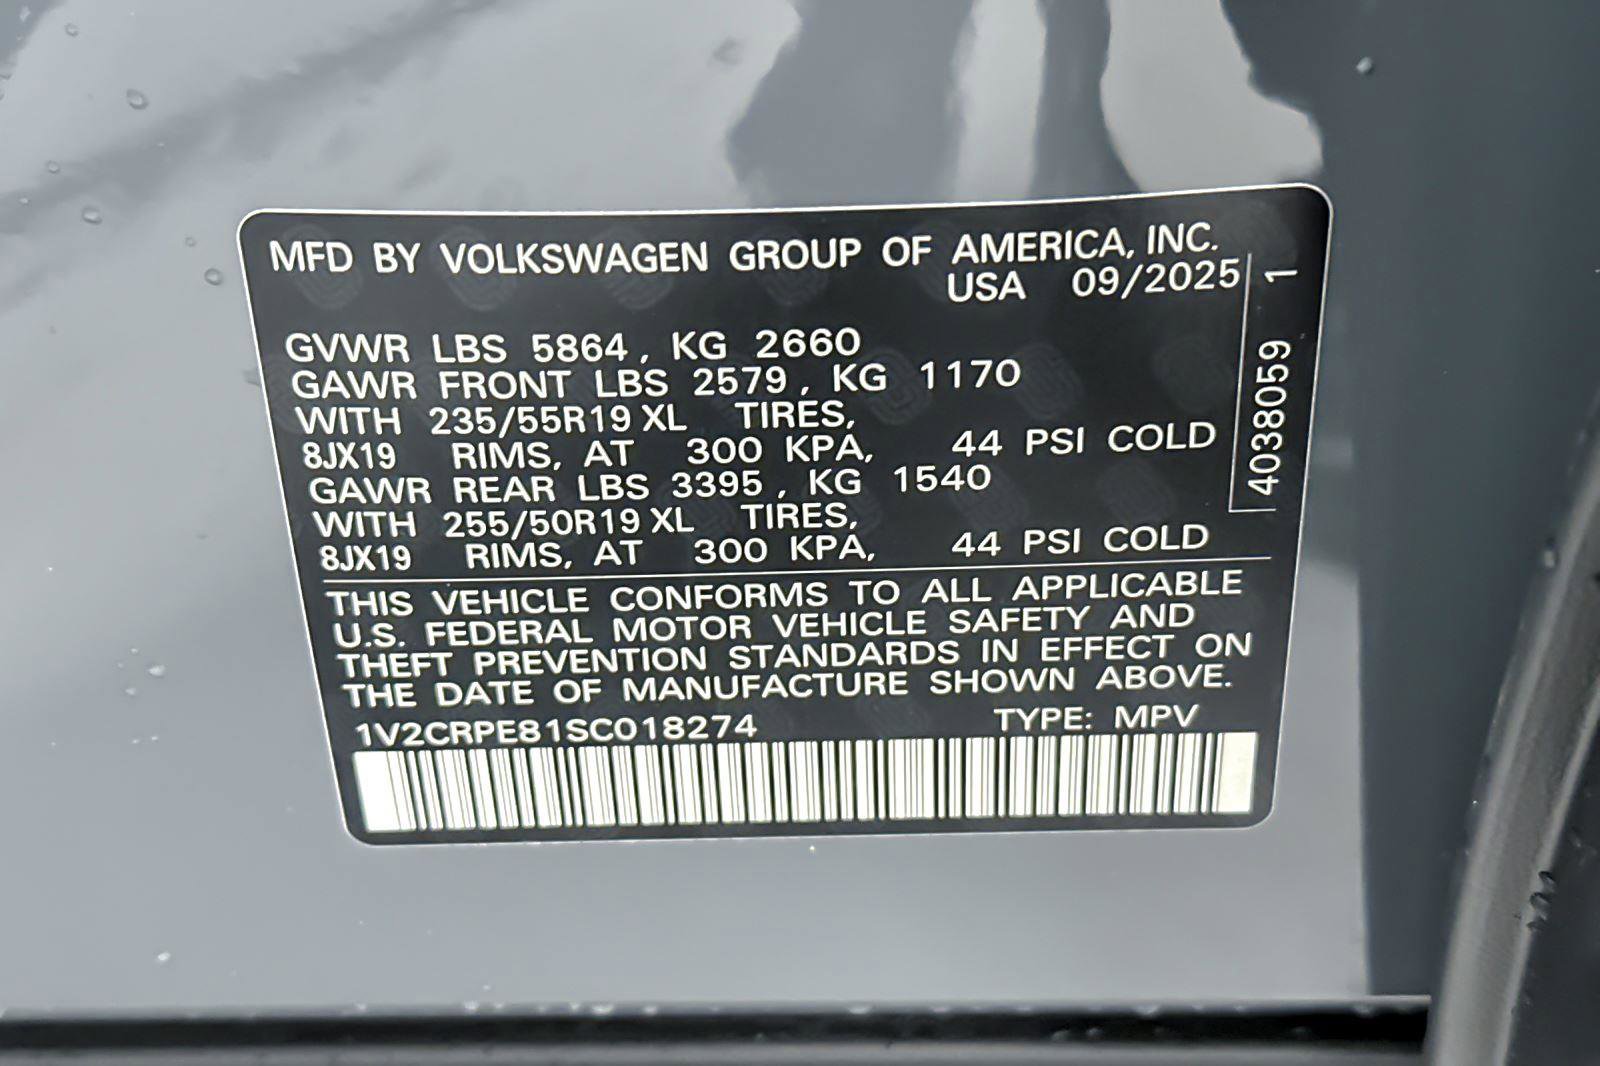 MFD BY VOLKSWAGEN GROUP OF AMERICA, INC.
USA 09/2025
GVWR LBS 5864, KG 2660
GAWR FRONT LBS 2579, KG 1170
WITH 235/55R19 XL TIRES,
8JX19 RIMS, AT 300 KPA, 44 PSI COLD
GAWR REAR LBS 3395, KG 1540
WITH 255/50R19 XL TIRES,
8JX19 RIMS, AT 300 KPA, 44 PSI COLD
4038059 1
THIS VEHICLE CONFORMS TO ALL APPLICABLE
U.S. FEDERAL MOTOR VEHICLE SAFETY AND
THEFT PREVENTION STANDARDS IN EFFECT ON
THE DATE OF MANUFACTURE SHOWN ABOVE.
1V2CRPE81SC018274 TYPE: MPV